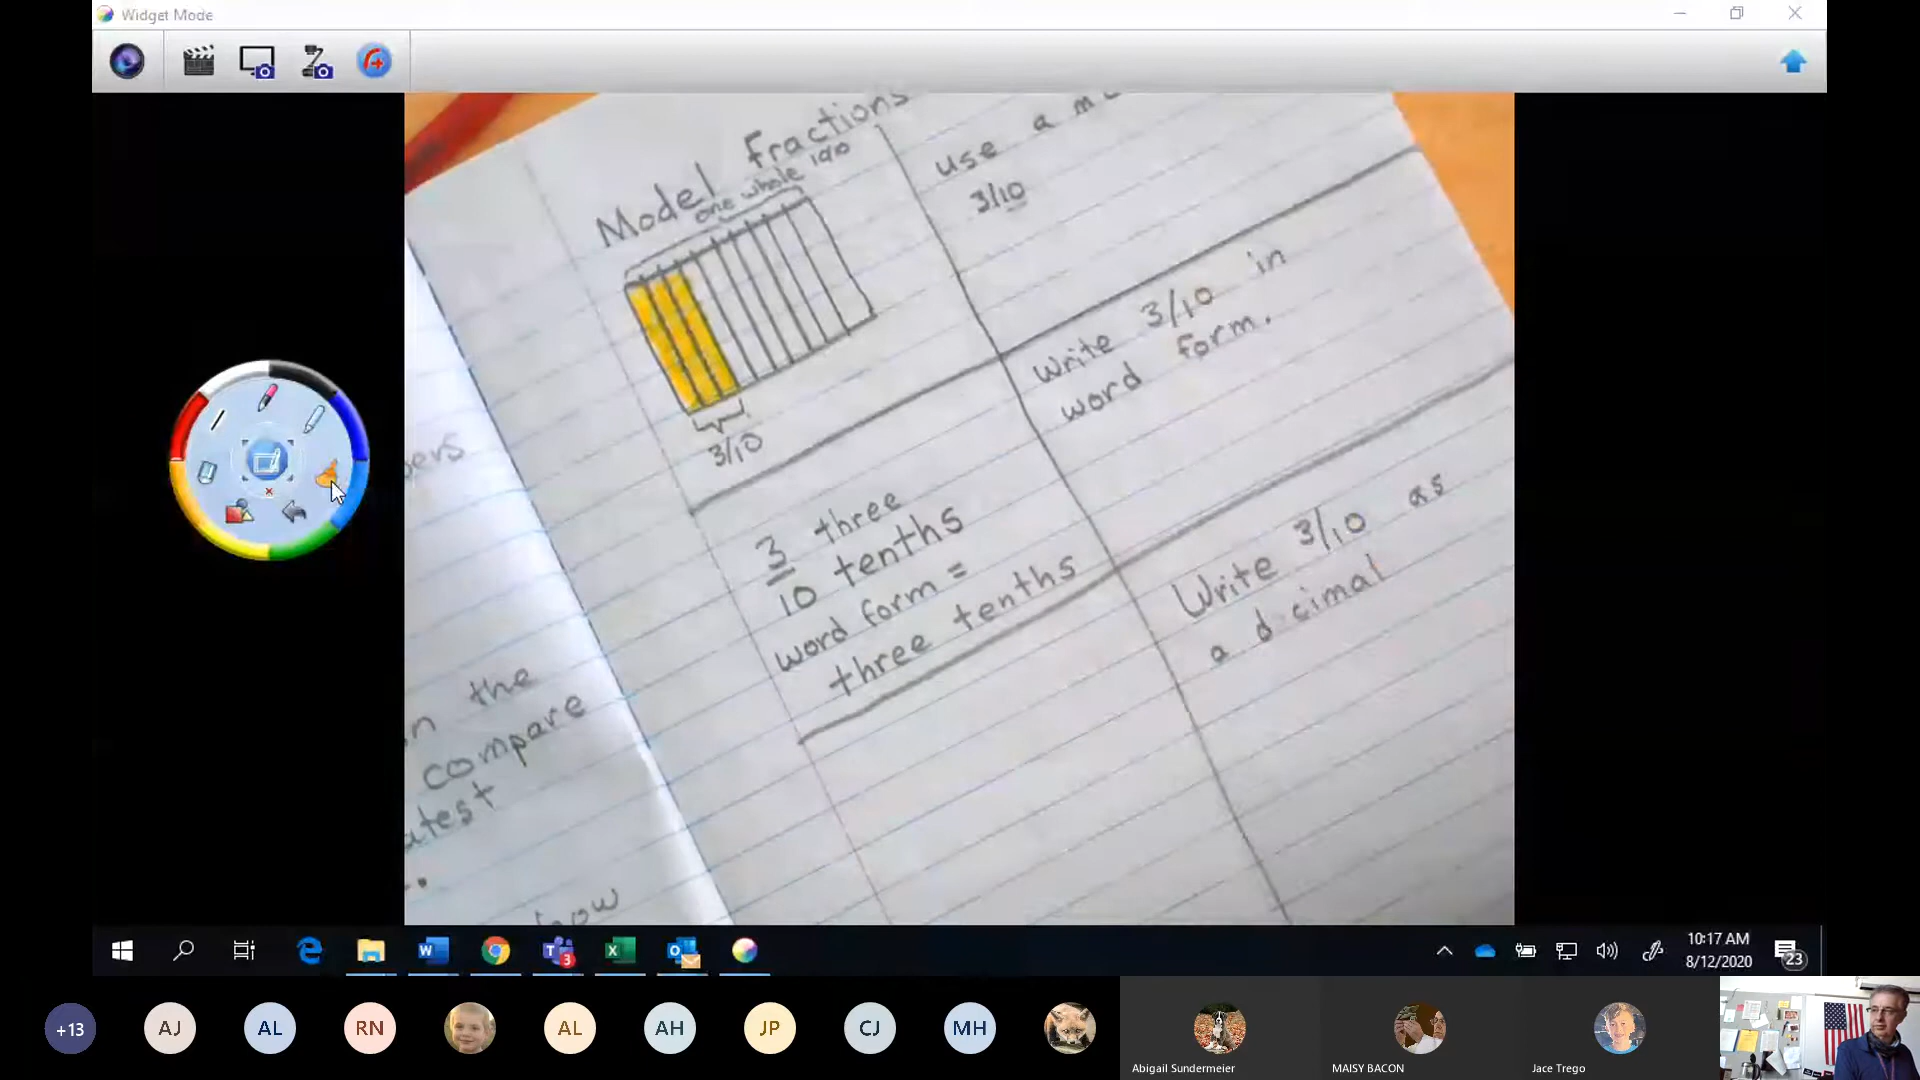 Widget Mode
Model Fractions
one whole
3/10
use a
3/10
Write 3/10 in
word form.
3 three
10 tenths
word form =
three tenths
Write 3/10 as
a d cimal
in the
compare
10:17 AM
8/12/2020
23
3
+13
AJ
AL
RN
AL
AH
JP
CJ
MH
Abigail Sundermeier
MAISY BACON
Jace Trego